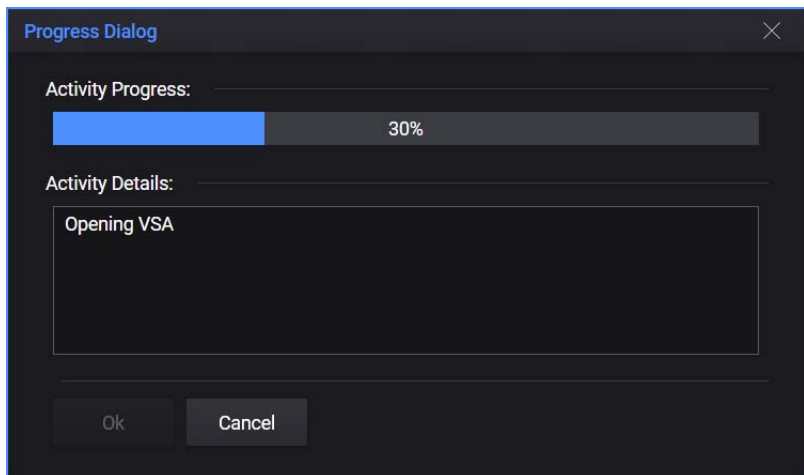 Progress Dialog
Activity Progress:
30%
Activity Details:
Opening VSA
Ok Cancel